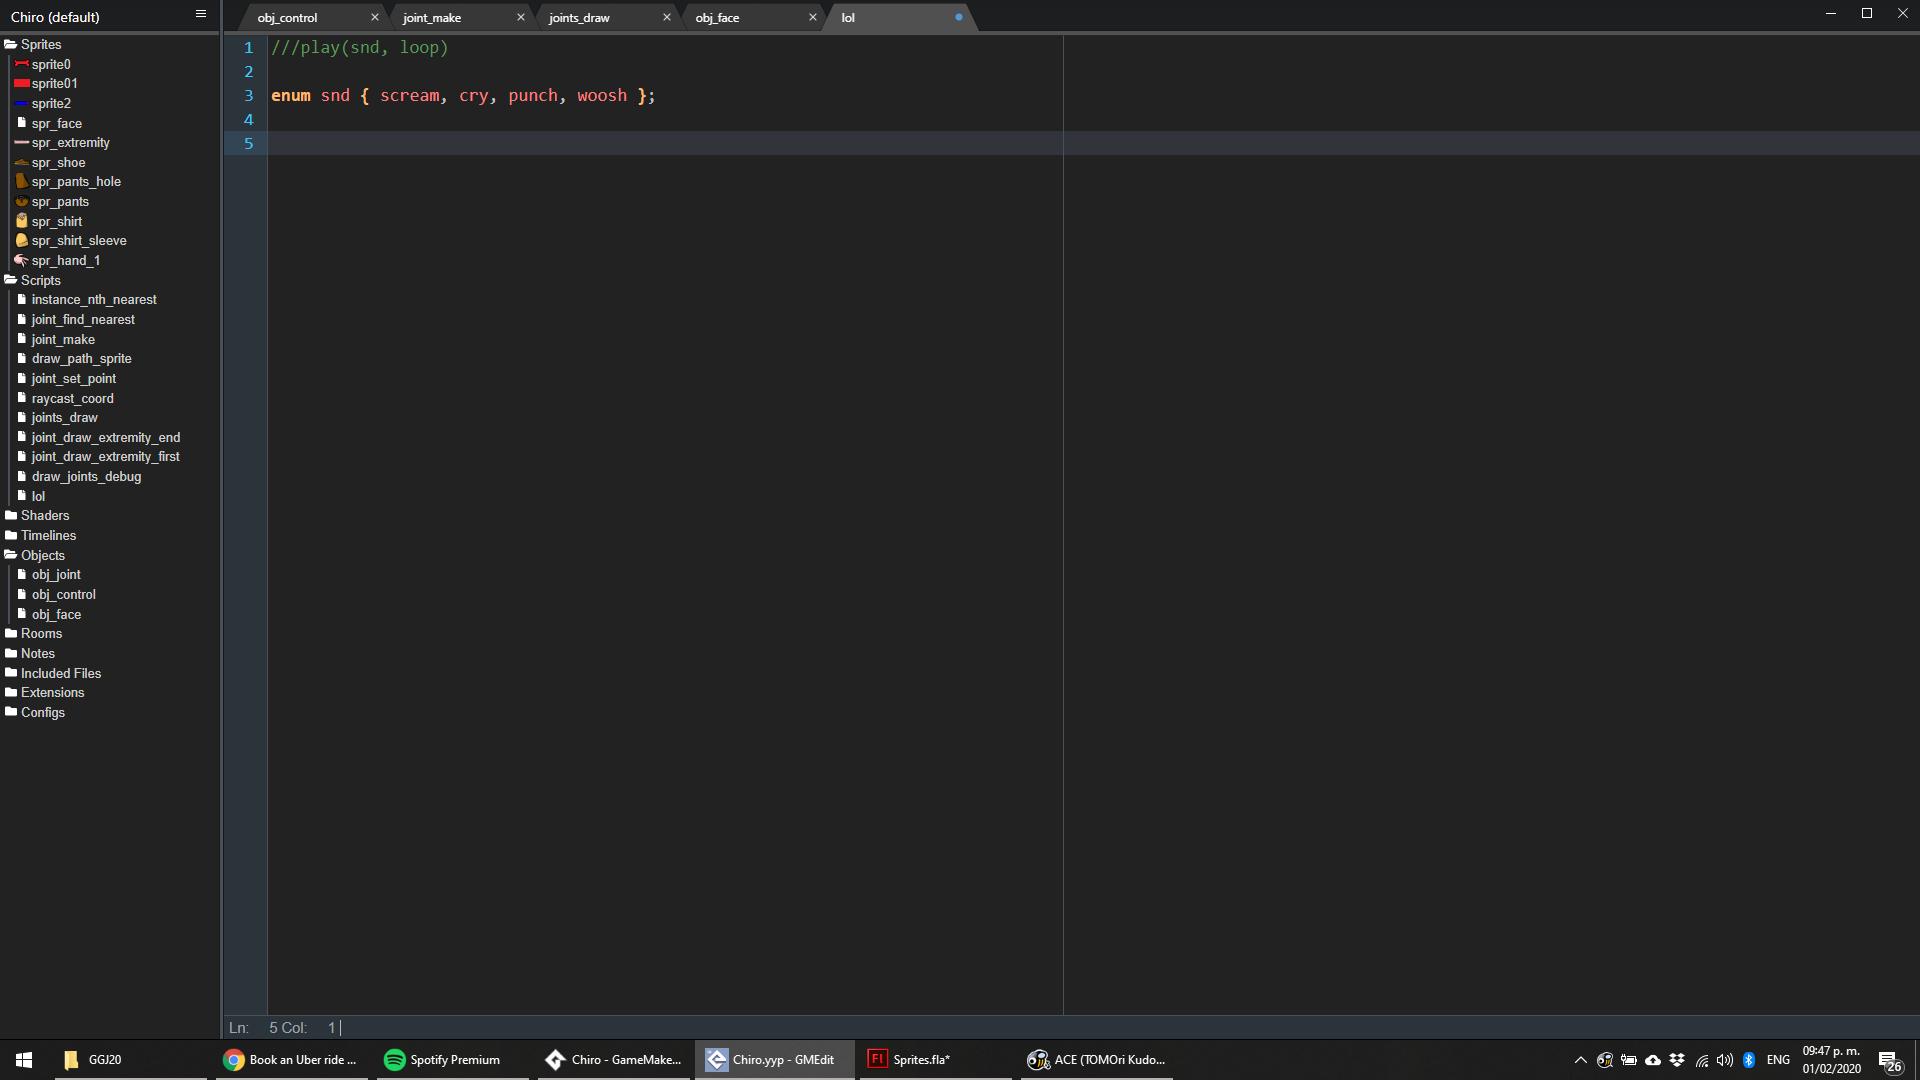 Chiro (default)
obj_control
joint_make
joints_draw
obj_face
lol
Sprites
sprite0
sprite01
sprite2
spr_face
spr_extremity
spr_shoe
spr_pants_hole
spr_pants
spr_shirt
spr_shirt_sleeve
spr_hand_1
Scripts
instance_nth_nearest
joint_find_nearest
joint_make
draw_path_sprite
joint_set_point
raycast_coord
joints_draw
joint_draw_extremity_end
joint_draw_extremity_first
draw_joints_debug
lol
Shaders
Timelines
Objects
obj_joint
obj_control
obj_face
Rooms
Notes
Included Files
Extensions
Configs
1 ///play(snd, loop)
2
3 enum snd { scream, cry, punch, woosh };
4
5
Ln: 5 Col: 1
GGJ20
Book an Uber ride ...
Spotify Premium
Chiro - GameMake...
Chiro.yyp - GMEdit
Fl
Sprites.fla*
ACE (TOMOri Kudo...
ENG
09:47 p. m.
01/02/2020
26